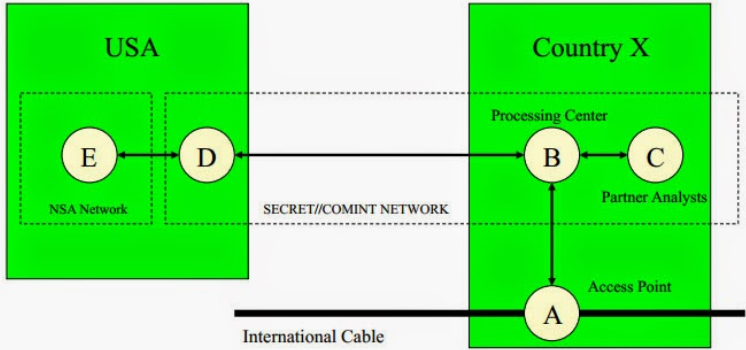 USA
Country X
Processing Center
E
D
B
C
NSA Network
SECRET//COMINT NETWORK
Partner Analysts
Access Point
A
International Cable